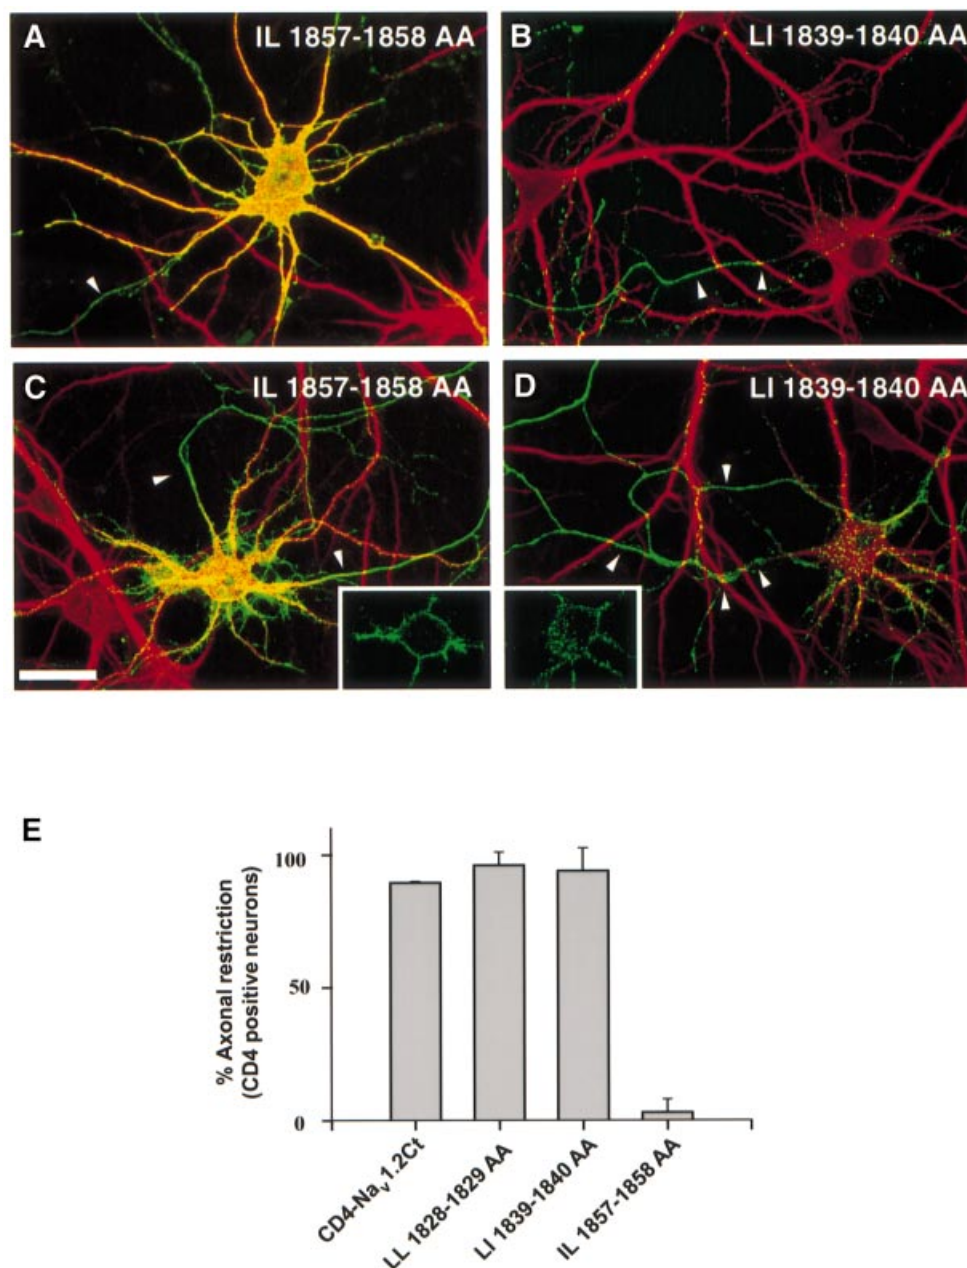 A
IL 1857-1858 AA
B
LI 1839-1840 AA
C
IL 1857-1858 AA
D
LI 1839-1840 AA
E
% Axonal restriction
(CD4 positive neurons)
100
50
0
CD4-Nav1.2Ct
LL 1828-1829 AA
LI 1839-1840 AA
IL 1857-1858 AA